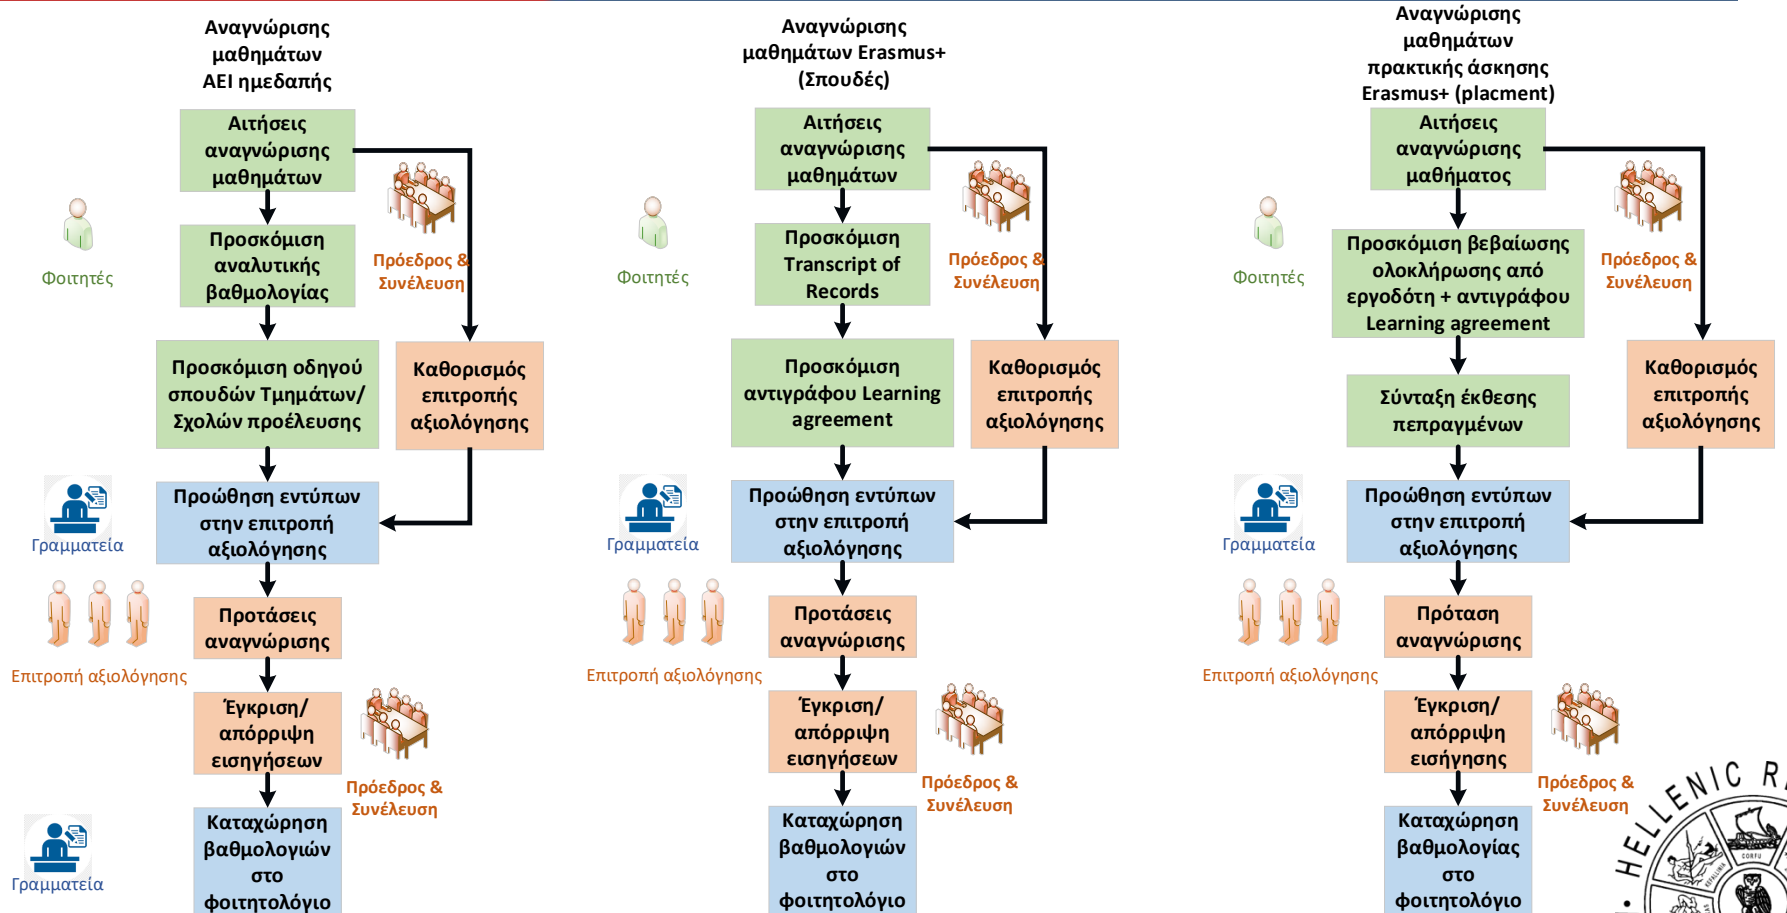 Αναγνώρισης
μαθημάτων
ΑΕΙ ημεδαπής
Αιτήσεις
αναγνώρισης
μαθημάτων
Φοιτητές
Προσκόμιση
αναλυτικής
βαθμολογίας
Πρόεδρος &
Συνέλευση
Προσκόμιση οδηγού
σπουδών Τμημάτων/
Σχολών προέλευσης
Καθορισμός
επιτροπής
αξιολόγησης
Γραμματεία
Προώθηση εντύπων
στην επιτροπή
αξιολόγησης
Επιτροπή αξιολόγησης
Προτάσεις
αναγνώρισης
Έγκριση/
απόρριψη
εισηγήσεων
Πρόεδρος &
Συνέλευση
Γραμματεία
Καταχώρηση
βαθμολογιών
στο
φοιτητολόγιο
Αναγνώρισης
μαθημάτων Erasmus+
(Σπουδές)
Αιτήσεις
αναγνώρισης
μαθημάτων
Φοιτητές
Προσκόμιση
Transcript of
Records
Πρόεδρος &
Συνέλευση
Προσκόμιση
αντιγράφου Learning
agreement
Καθορισμός
επιτροπής
αξιολόγησης
Γραμματεία
Προώθηση εντύπων
στην επιτροπή
αξιολόγησης
Επιτροπή αξιολόγησης
Προτάσεις
αναγνώρισης
Έγκριση/
απόρριψη
εισηγήσεων
Πρόεδρος &
Συνέλευση
Καταχώρηση
βαθμολογιών
στο
φοιτητολόγιο
Αναγνώρισης
μαθημάτων
πρακτικής άσκησης
Erasmus+ (placment)
Αιτήσεις
αναγνώρισης
μαθήματος
Φοιτητές
Προσκόμιση βεβαίωσης
ολοκλήρωσης από
εργοδότη + αντιγράφου
Learning agreement
Πρόεδρος &
Συνέλευση
Σύνταξη έκθεσης
πεπραγμένων
Καθορισμός
επιτροπής
αξιολόγησης
Γραμματεία
Προώθηση εντύπων
στην επιτροπή
αξιολόγησης
Επιτροπή αξιολόγησης
Πρόταση
αναγνώρισης
Έγκριση/
απόρριψη
εισήγησης
Πρόεδρος &
Συνέλευση
Καταχώρηση
βαθμολογίας
στο
φοιτητολόγιο
HELLENIC R
CORFU